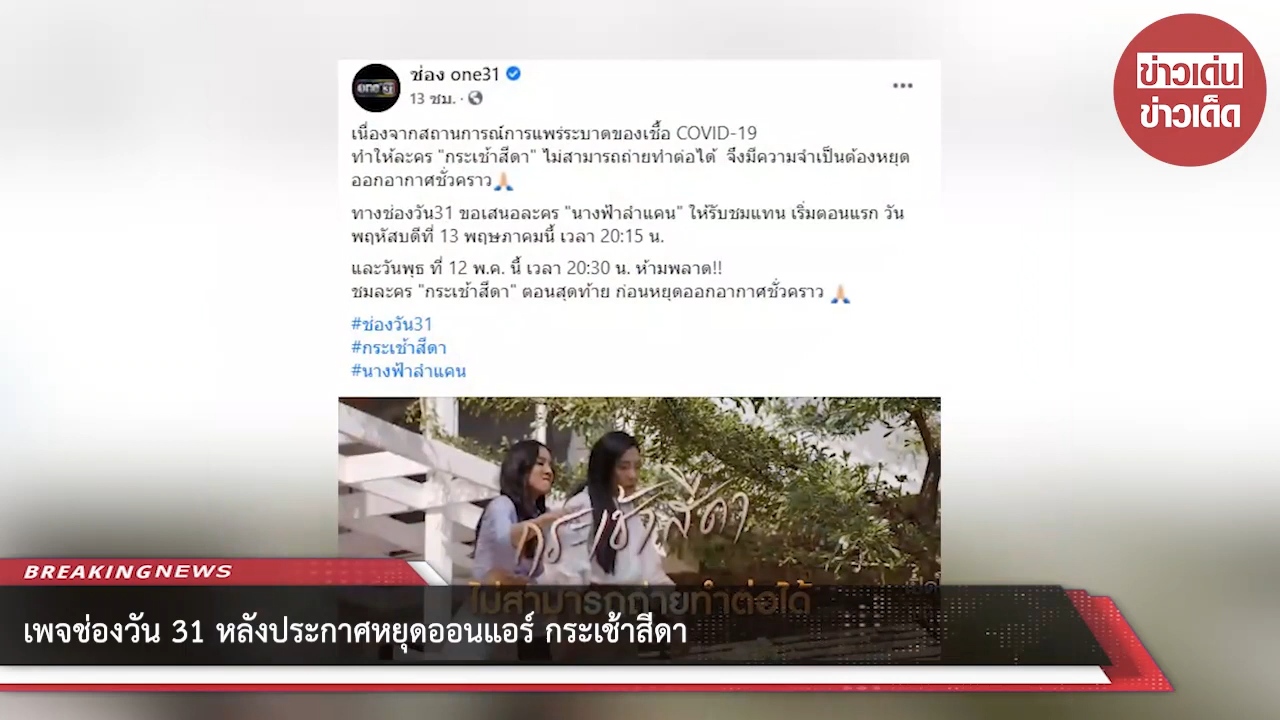 ช่อง one31
13 ชม.
ข่าวเด่น
ข่าวเด็ด
เนื่องจากสถานการณ์การแพร่ระบาดของเชื้อ COVID-19
ทำให้ละคร "กระเช้าสีดา" ไม่สามารถถ่ายทำต่อได้ จึงมีความจำเป็นต้องหยุด
ออกอากาศชั่วคราว🙏🏻
ทางช่องวัน31 ขอเสนอละคร "นางฟ้าลำแคน" ให้รับชมแทน เริ่มตอนแรก วัน
พฤหัสบดีที่ 13 พฤษภาคมนี้ เวลา 20:15 น.
และวันพุธ ที่ 12 พ.ค. นี้ เวลา 20:30 น. ห้ามพลาด!!
ชมละคร "กระเช้าสีดา" ตอนสุดท้าย ก่อนหยุดออกอากาศชั่วคราว 🙏🏻
#ช่องวัน31
#กระเช้าสีดา
#นางฟ้าลำแคน
กระเช้าสีดา
ไม่สามารถถ่ายทำต่อได้
BREAKINGNEWS
เพจช่องวัน 31 หลังประกาศหยุดออนแอร์ กระเช้าสีดา